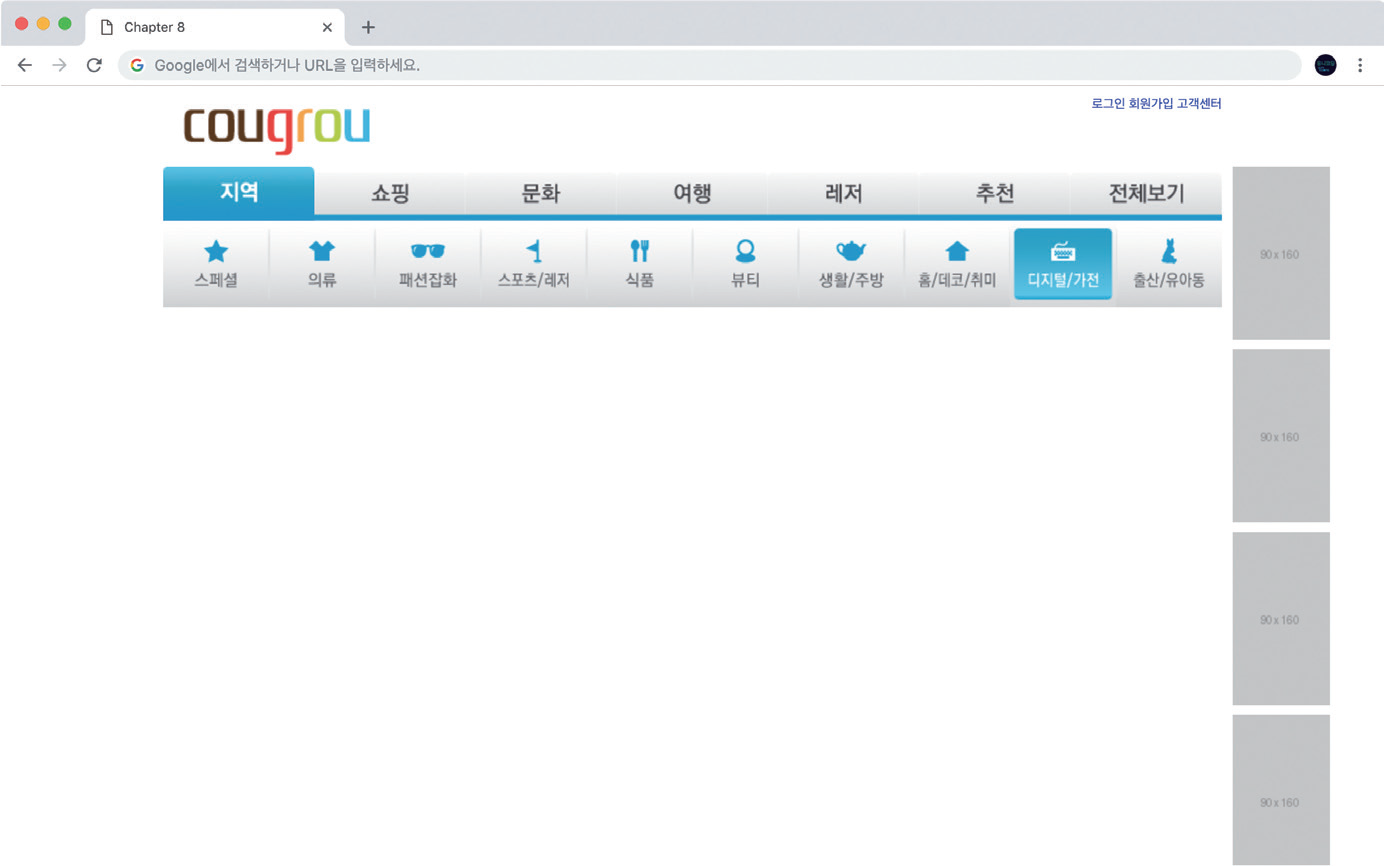 Chapter 8
Google에서 검색하거나 URL을 입력하세요.
로그인 회원가입 고객센터
cougrou
지역 쇼핑 문화 여행 레저 추천 전체보기
스페셜 의류 패션잡화 스포츠/레저 식품 뷰티 생활/주방 홈/데코/취미 디지털/가전 출산/유아동
90 x 160
90 x 160
90 x 160
90 x 160